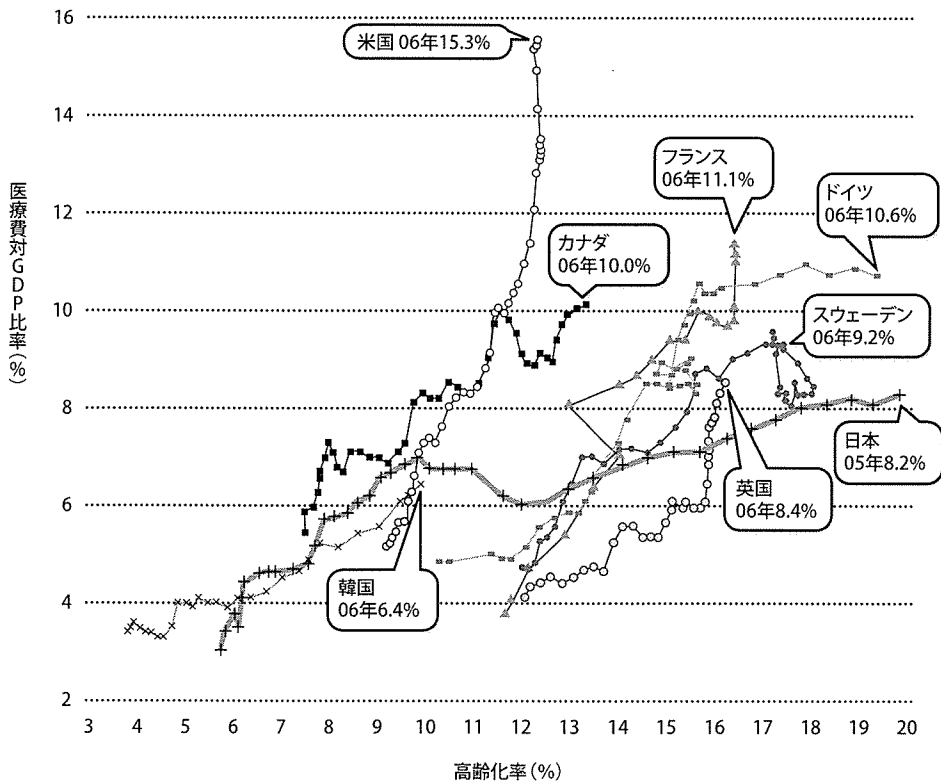 16
14
12
10
8
6
4
2
医療費対GDP比率(%)
米国 06年15.3%
フランス
06年11.1%
ドイツ
06年10.6%
カナダ
06年10.0%
スウェーデン
06年9.2%
日本
05年8.2%
英国
06年8.4%
韓国
06年6.4%
3 4 5 6 7 8 9 10 11 12 13 14 15 16 17 18 19 20
高齢化率(%)